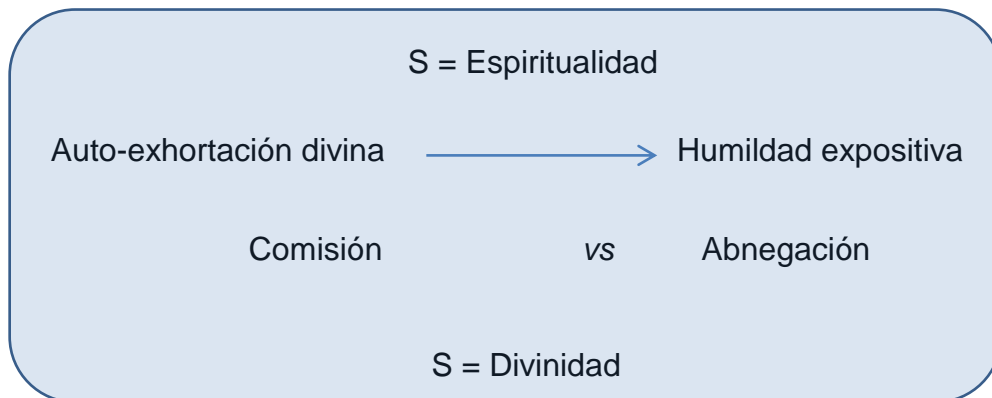 S = Espiritualidad
Auto-exhortación divina Humildad expositiva
Comisión vs Abnegación
S = Divinidad